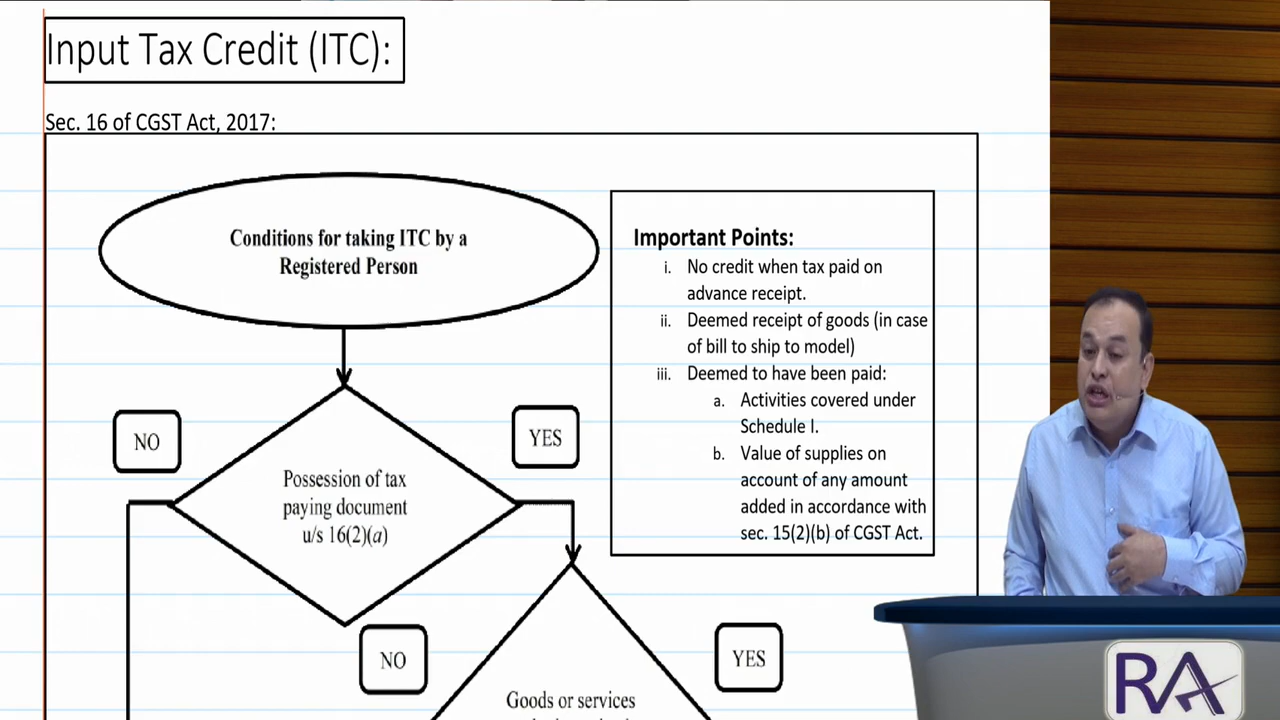 Input Tax Credit (ITC):
Sec. 16 of CGST Act, 2017:
Conditions for taking ITC by a
Registered Person
Important Points:
i. No credit when tax paid on
advance receipt.
ii. Deemed receipt of goods (in case
of bill to ship to model)
iii. Deemed to have been paid:
a. Activities covered under
Schedule I.
b. Value of supplies on
account of any amount
added in accordance with
sec. 15(2)(b) of CGST Act.
NO
YES
Possession of tax
paying document
u/s 16(2)(a)
NO
YES
Goods or services
RA